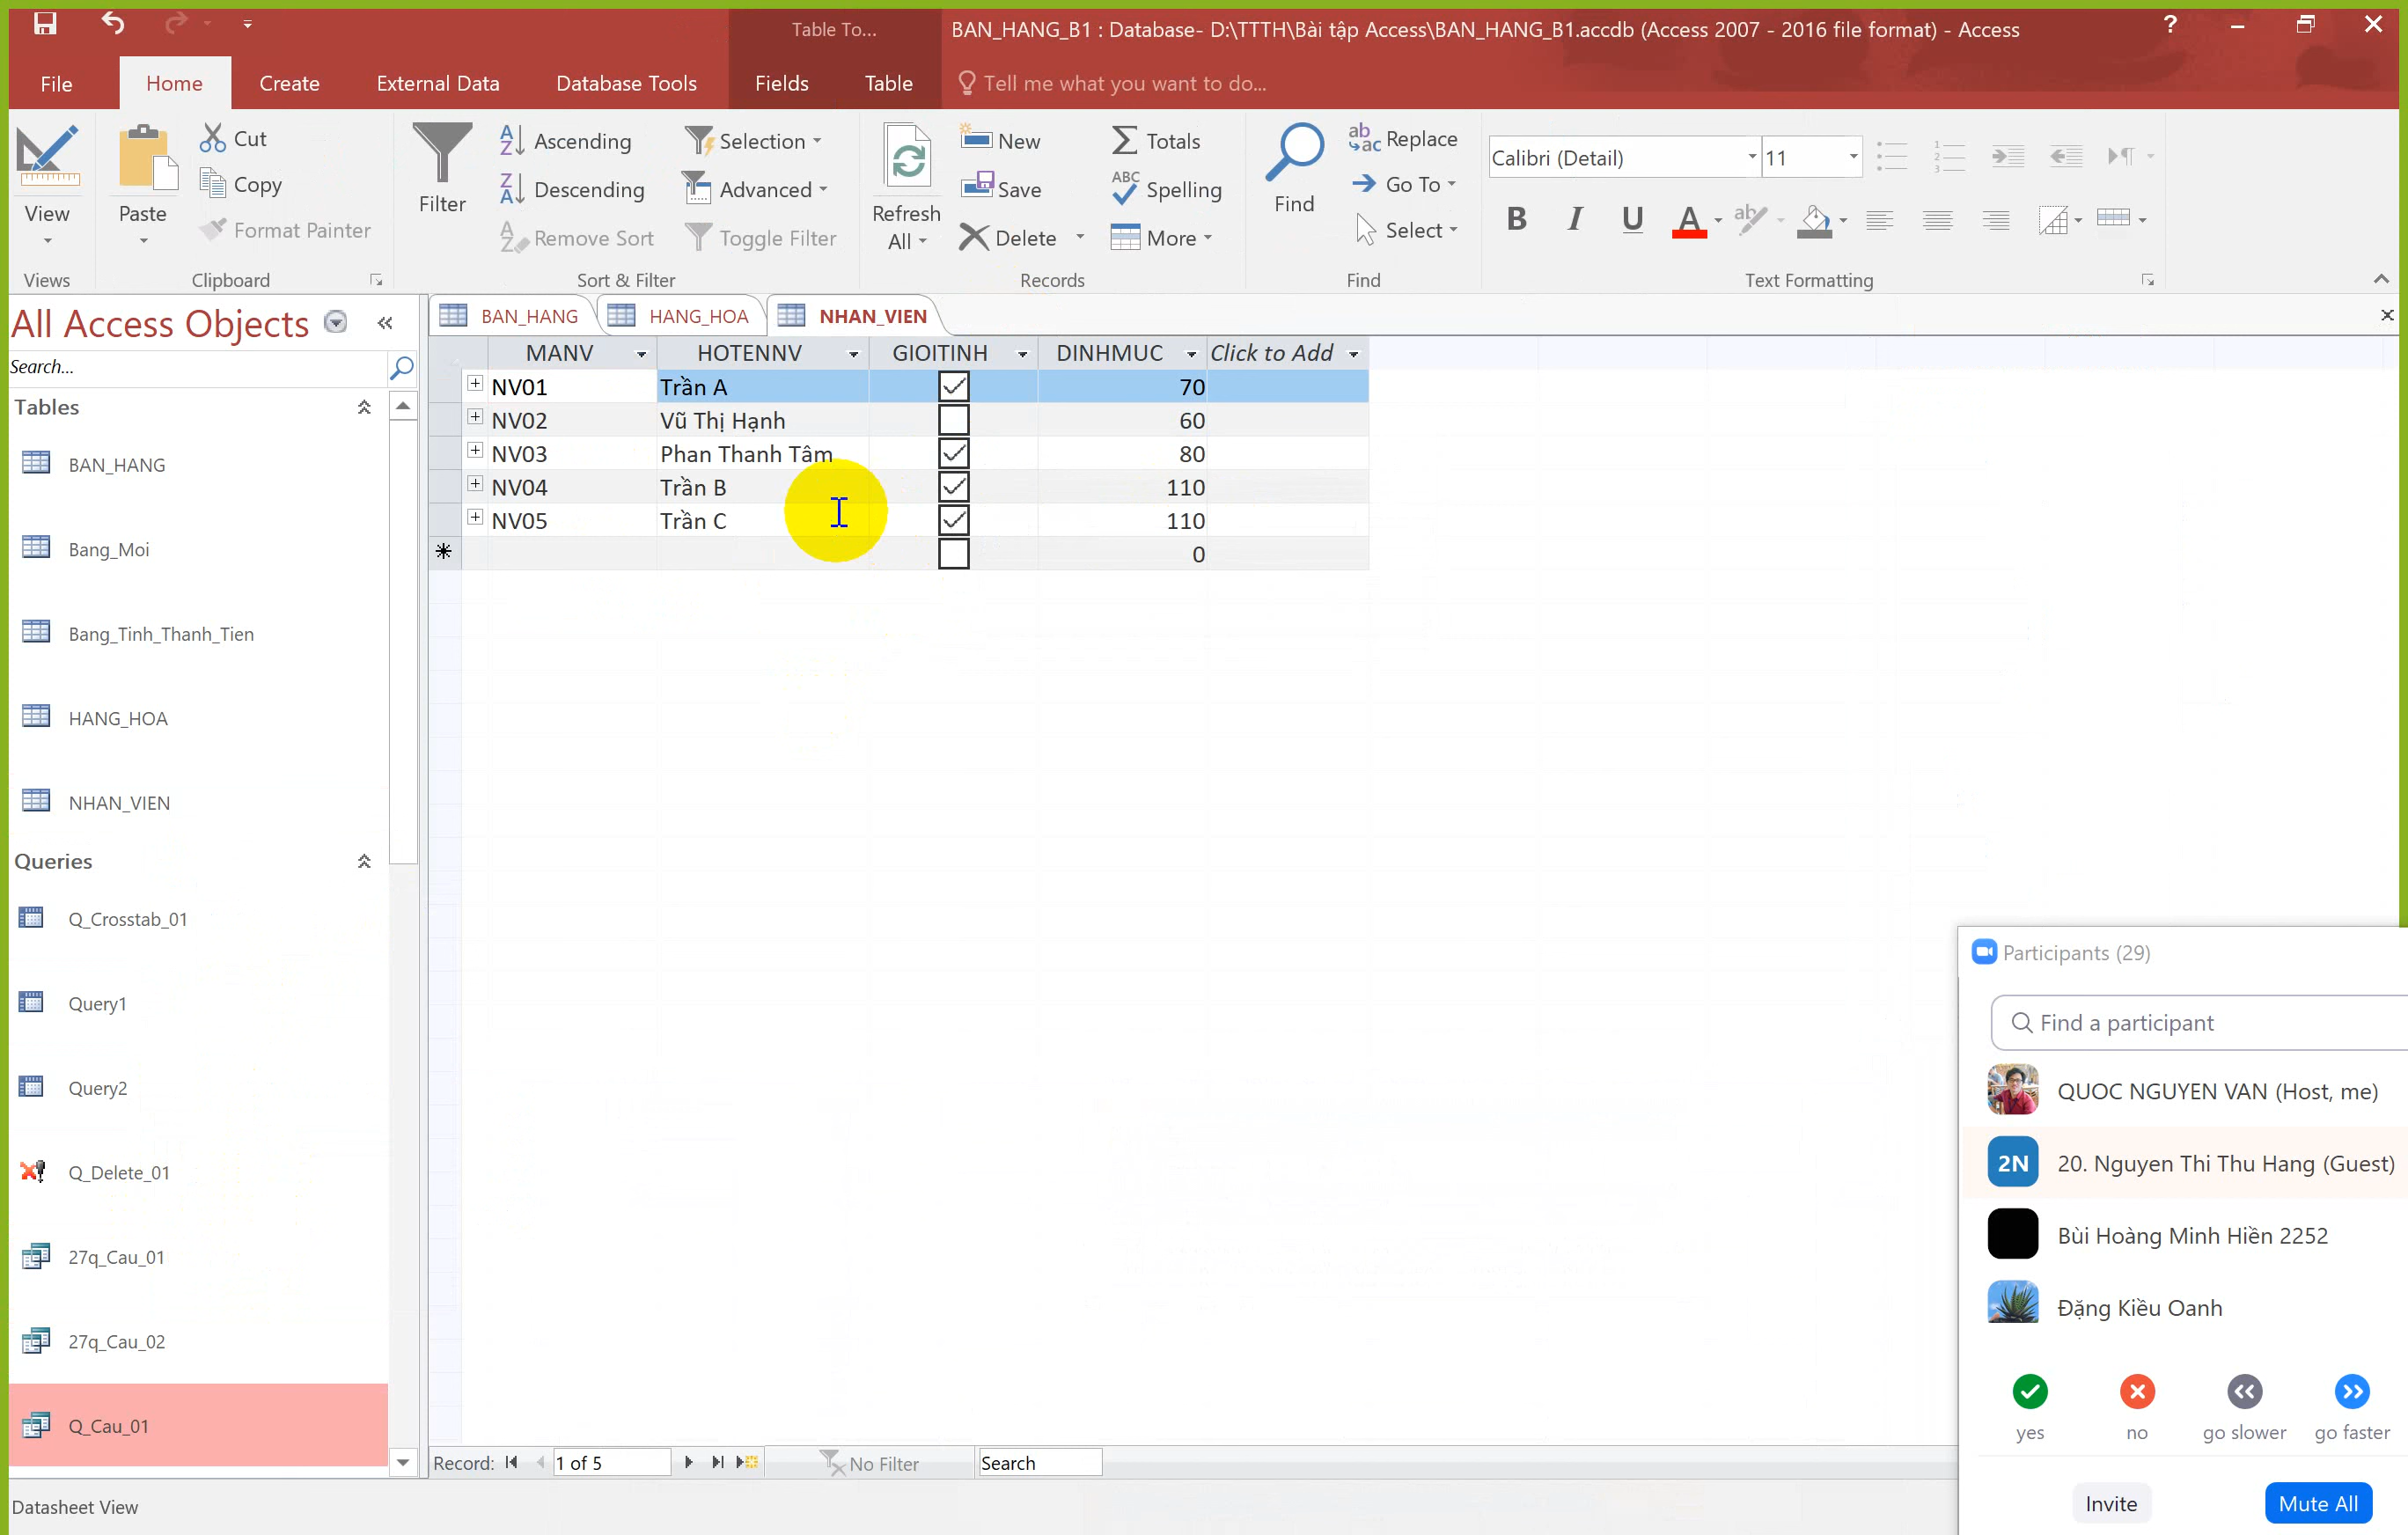 Table To...
BAN_HANG_B1 : Database- D:\TTTH\Bài tập Access\BAN_HANG_B1.accdb (Access 2007 - 2016 file format) - Access
?
File Home Create External Data Database Tools Fields Table Tell me what you want to do...
View
Views
Paste
Cut
Copy
Format Painter
Clipboard
Filter
Ascending
Descending
Remove Sort
Selection
Advanced
Toggle Filter
Sort & Filter
Refresh
All
New
Save
Delete
Totals
Spelling
More
Records
Find
Replace
Go To
Select
Find
Calibri (Detail) 11
B I U A
Text Formatting
All Access Objects
Search...
Tables
BAN_HANG
Bang_Moi
Bang_Tinh_Thanh_Tien
HANG_HOA
NHAN_VIEN
Queries
Q_Crosstab_01
Query1
Query2
Q_Delete_01
27q_Cau_01
27q_Cau_02
Q_Cau_01
BAN_HANG HANG_HOA NHAN_VIEN
MANV HOTENNV GIOITINH DINHMUC Click to Add
NV01 Trần A 70
NV02 Vũ Thị Hạnh 60
NV03 Phan Thanh Tâm 80
NV04 Trần B 110
NV05 Trần C 110
0
Record: 1 of 5 No Filter Search
Datasheet View
Participants (29)
Find a participant
QUOC NGUYEN VAN (Host, me)
2N 20. Nguyen Thi Thu Hang (Guest)
Bùi Hoàng Minh Hiền 2252
Đặng Kiều Oanh
yes no go slower go faster
Invite Mute All